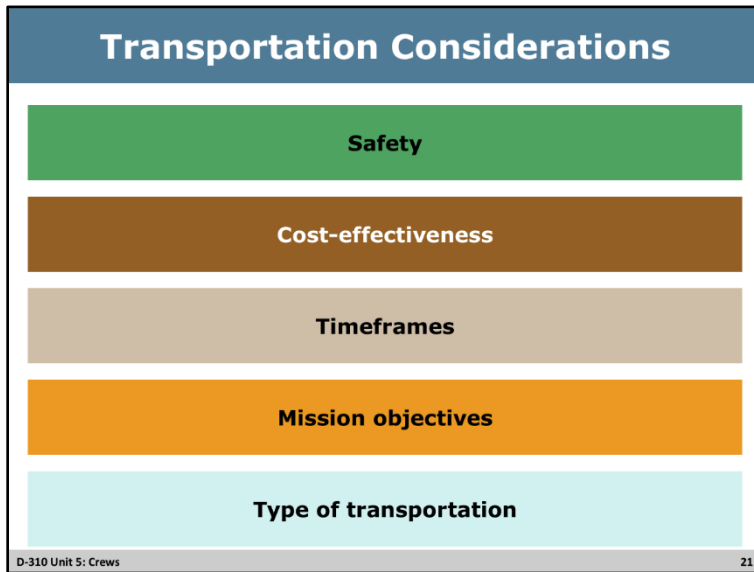 Transportation Considerations
Safety
Cost-effectiveness
Timeframes
Mission objectives
Type of transportation
D-310 Unit 5: Crews
21